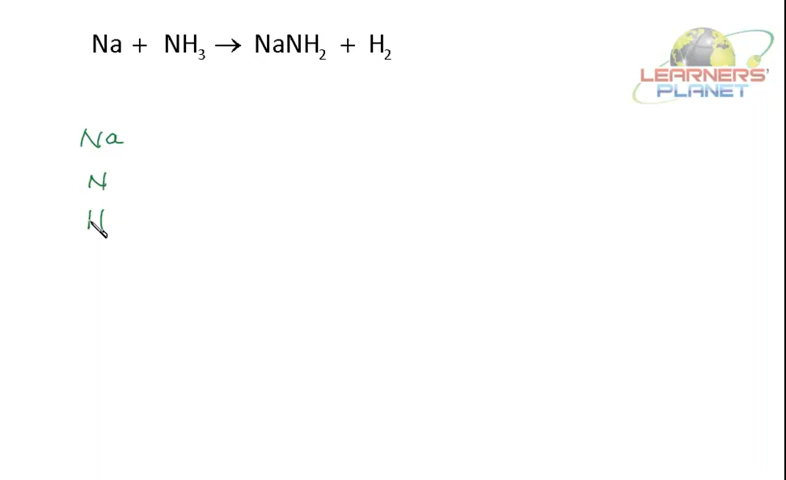 Na + NH₃ → NaNH₂ + H₂
LEARNERS'
PLANET
Na
N
H